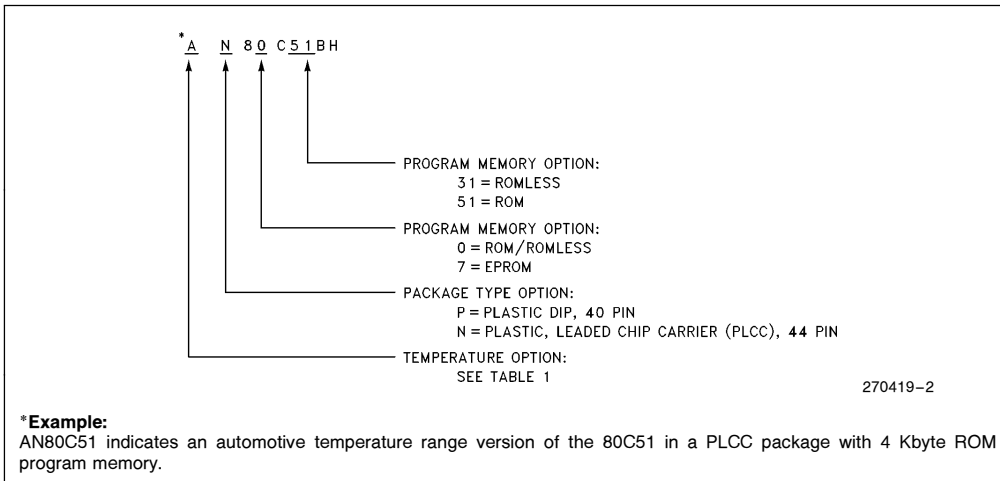 *A N 80 C51BH
PROGRAM MEMORY OPTION:
31 = ROMLESS
51 = ROM
PROGRAM MEMORY OPTION:
0 = ROM/ROMLESS
7 = EPROM
PACKAGE TYPE OPTION:
P = PLASTIC DIP, 40 PIN
N = PLASTIC, LEADED CHIP CARRIER (PLCC), 44 PIN
TEMPERATURE OPTION:
SEE TABLE 1
270419–2
*Example:
AN80C51 indicates an automotive temperature range version of the 80C51 in a PLCC package with 4 Kbyte ROM
program memory.